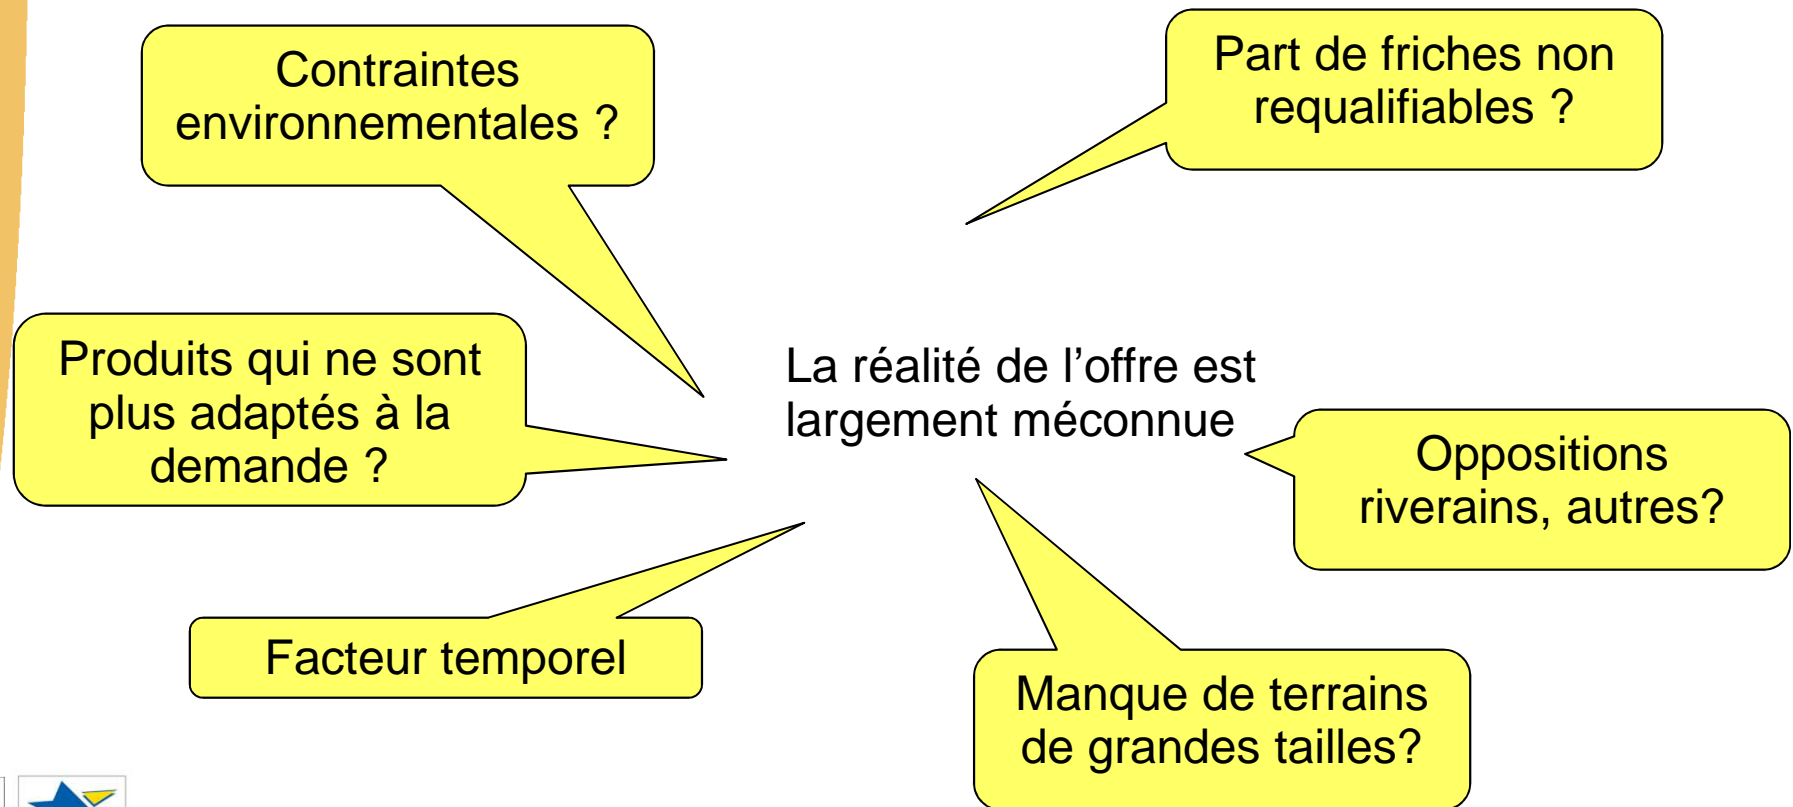 Contraintes
environnementales ?
Part de friches non
requalifiables ?
Produits qui ne sont
plus adaptés à la
demande ?
La réalité de l’offre est
largement méconnue
Oppositions
riverains, autres?
Facteur temporel
Manque de terrains
de grandes tailles?